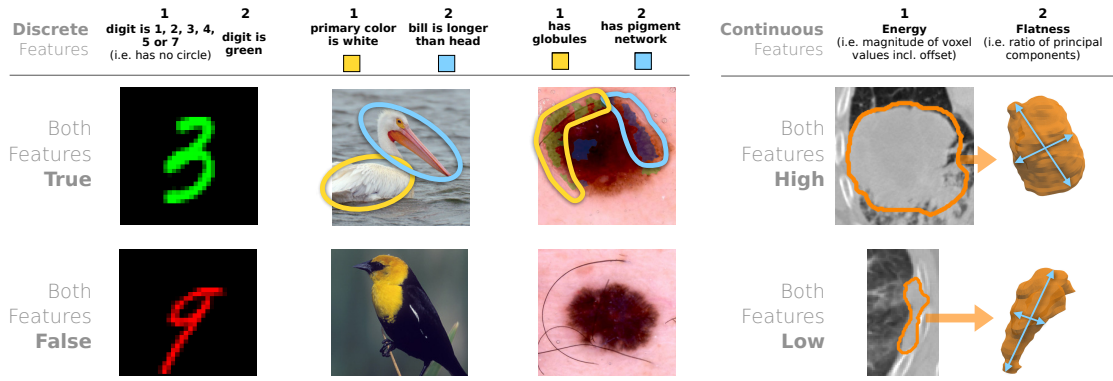 Discrete
Features
1
digit is 1, 2, 3, 4,
5 or 7
(i.e. has no circle)
2
digit is
green
1
primary color
is white
2
bill is longer
than head
1
has
globules
2
has pigment
network
Continuous
Features
1
Energy
(i.e. magnitude of voxel
values incl. offset)
2
Flatness
(i.e. ratio of principal
components)
Both
Features
True
3
Both
Features
High
Both
Features
False
9
Both
Features
Low